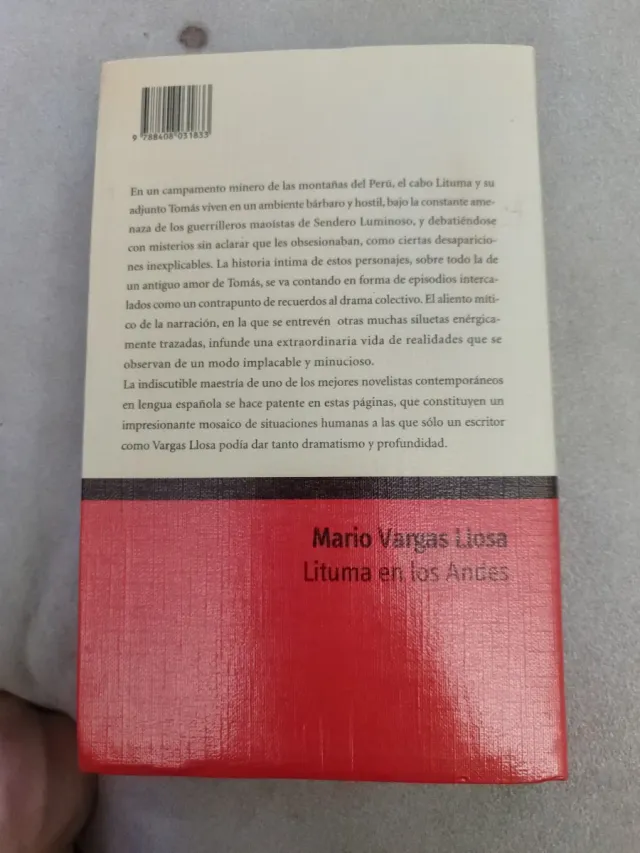 9 788408 031833
En un campamento minero de las montañas del Perú, el cabo Lituma y su
adjunto Tomás viven en un ambiente bárbaro y hostil, bajo la constante ame-
naza de los guerrilleros maoístas de Sendero Luminoso, y debatiéndose
con misterios sin aclarar que les obsesionaban, como ciertas desaparicio-
nes inexplicables. La historia íntima de estos personajes, sobre todo la de
un antiguo amor de Tomás, se va contando en forma de episodios interca-
lados como un contrapunto de recuerdos al drama colectivo. El aliento míti-
co de la narración, en la que se entrevén otras muchas siluetas enérgica-
mente trazadas, infunde una extraordinaria vida de realidades que se
observan de un modo implacable y minucioso.
La indiscutible maestría de uno de los mejores novelistas contemporáneos
en lengua española se hace patente en estas páginas, que constituyen un
impresionante mosaico de situaciones humanas a las que sólo un escritor
como Vargas Llosa podía dar tanto dramatismo y profundidad.
Mario Vargas Llosa
Lituma en los Andes